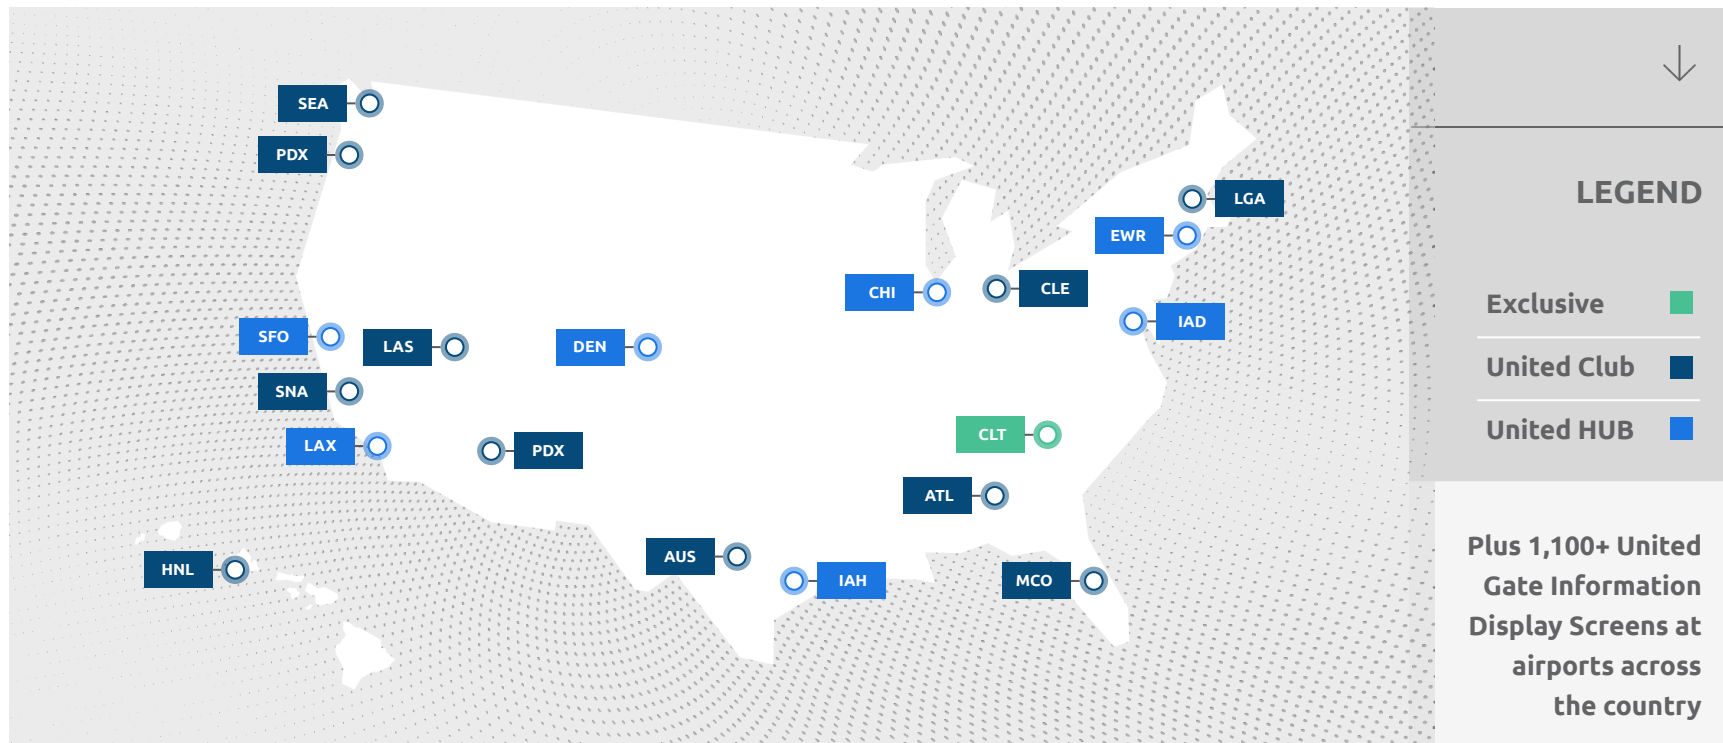 SEA
PDX
LGA
EWR
CHI
CLE
IAD
SFO
LAS
DEN
SNA
CLT
LAX
PDX
ATL
AUS
HNL
IAH
MCO
LEGEND
Exclusive
United Club
United HUB
Plus 1,100+ United
Gate Information
Display Screens at
airports across
the country